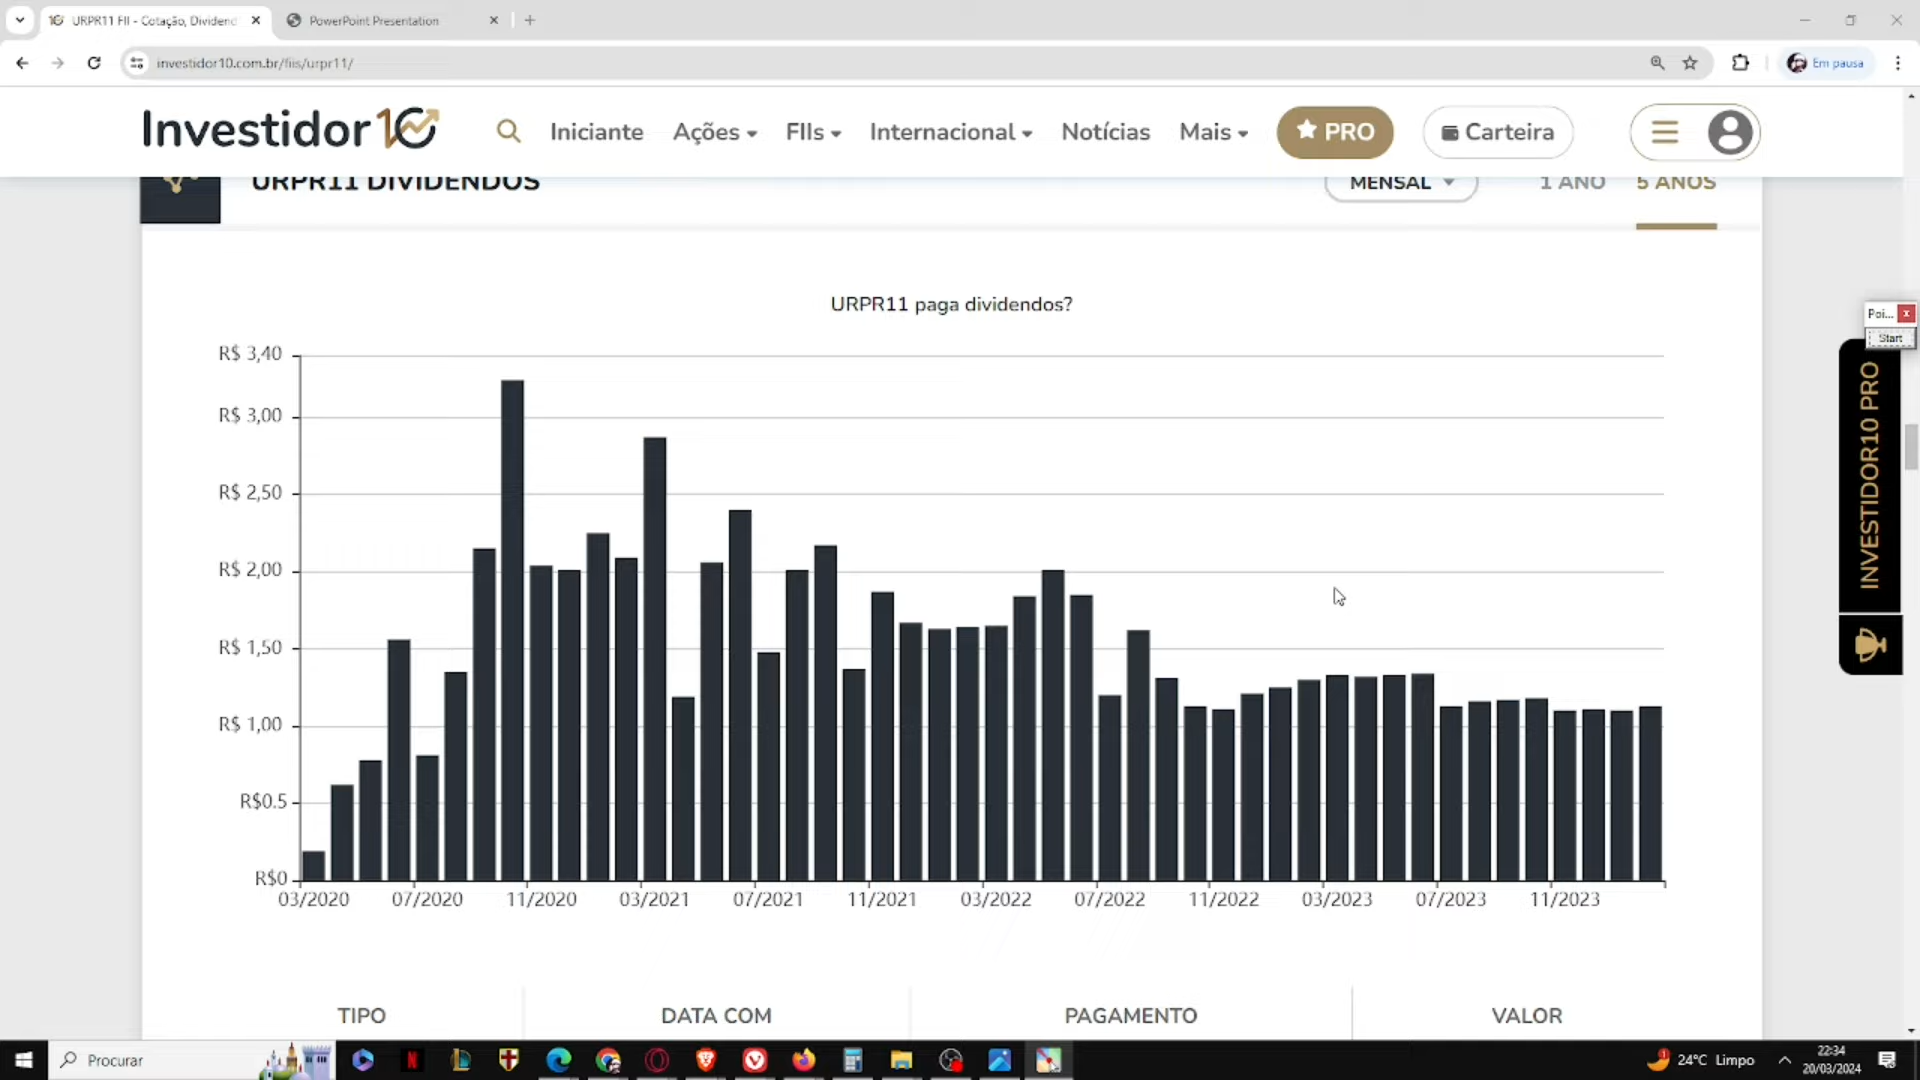 URPR11 FII - Cotação, Dividend
PowerPoint Presentation
investidor10.com.br/fiis/urpr11/
Em pausa
Investidor 10
Iniciante
Ações
FIIs
Internacional
Notícias
Mais
PRO
Carteira
URPR11 DIVIDENDOS
MENSAL
1 ANO
5 ANOS
URPR11 paga dividendos?
Poi...
Start
INVESTIDOR10 PRO
R$ 3,40
R$ 3,00
R$ 2,50
R$ 2,00
R$ 1,50
R$ 1,00
R$0.5
R$0
03/2020 07/2020 11/2020 03/2021 07/2021 11/2021 03/2022 07/2022 11/2022 03/2023 07/2023 11/2023
TIPO
DATA COM
PAGAMENTO
VALOR
Procurar
24°C Limpo
22:34
20/03/2024